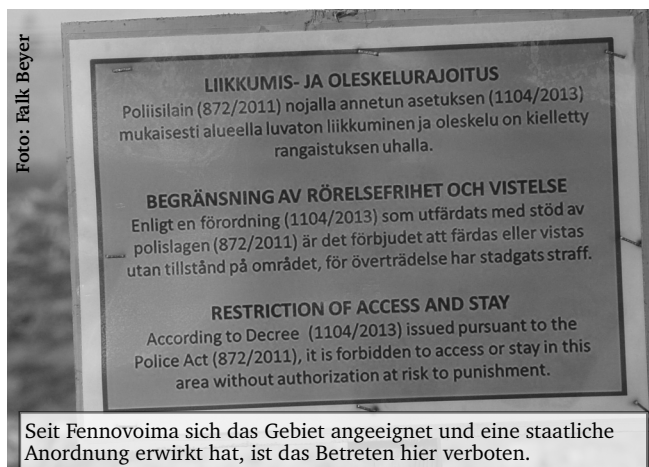 Foto: Falk Beyer
LIIKKUMIS- JA OLESKELURAJOITUS
Poliisilain (872/2011) nojalla annetun asetuksen (1104/2013)
mukaisesti alueella luvaton liikkuminen ja oleskelu on kielletty
rangaistuksen uhalla.
BEGRÄNSNING AV RÖRELSEFRIHET OCH VISTELSE
Enligt en förordning (1104/2013) som utfärdats med stöd av
polislagen (872/2011) är det förbjudet att färdas eller vistas
utan tillstånd på området, för överträdelse har stadgats straff.
RESTRICTION OF ACCESS AND STAY
According to Decree (1104/2013) issued pursuant to the
Police Act (872/2011), it is forbidden to access or stay in this
area without authorization at risk to punishment.
Seit Fennovoima sich das Gebiet angeeignet und eine staatliche
Anordnung erwirkt hat, ist das Betreten hier verboten.